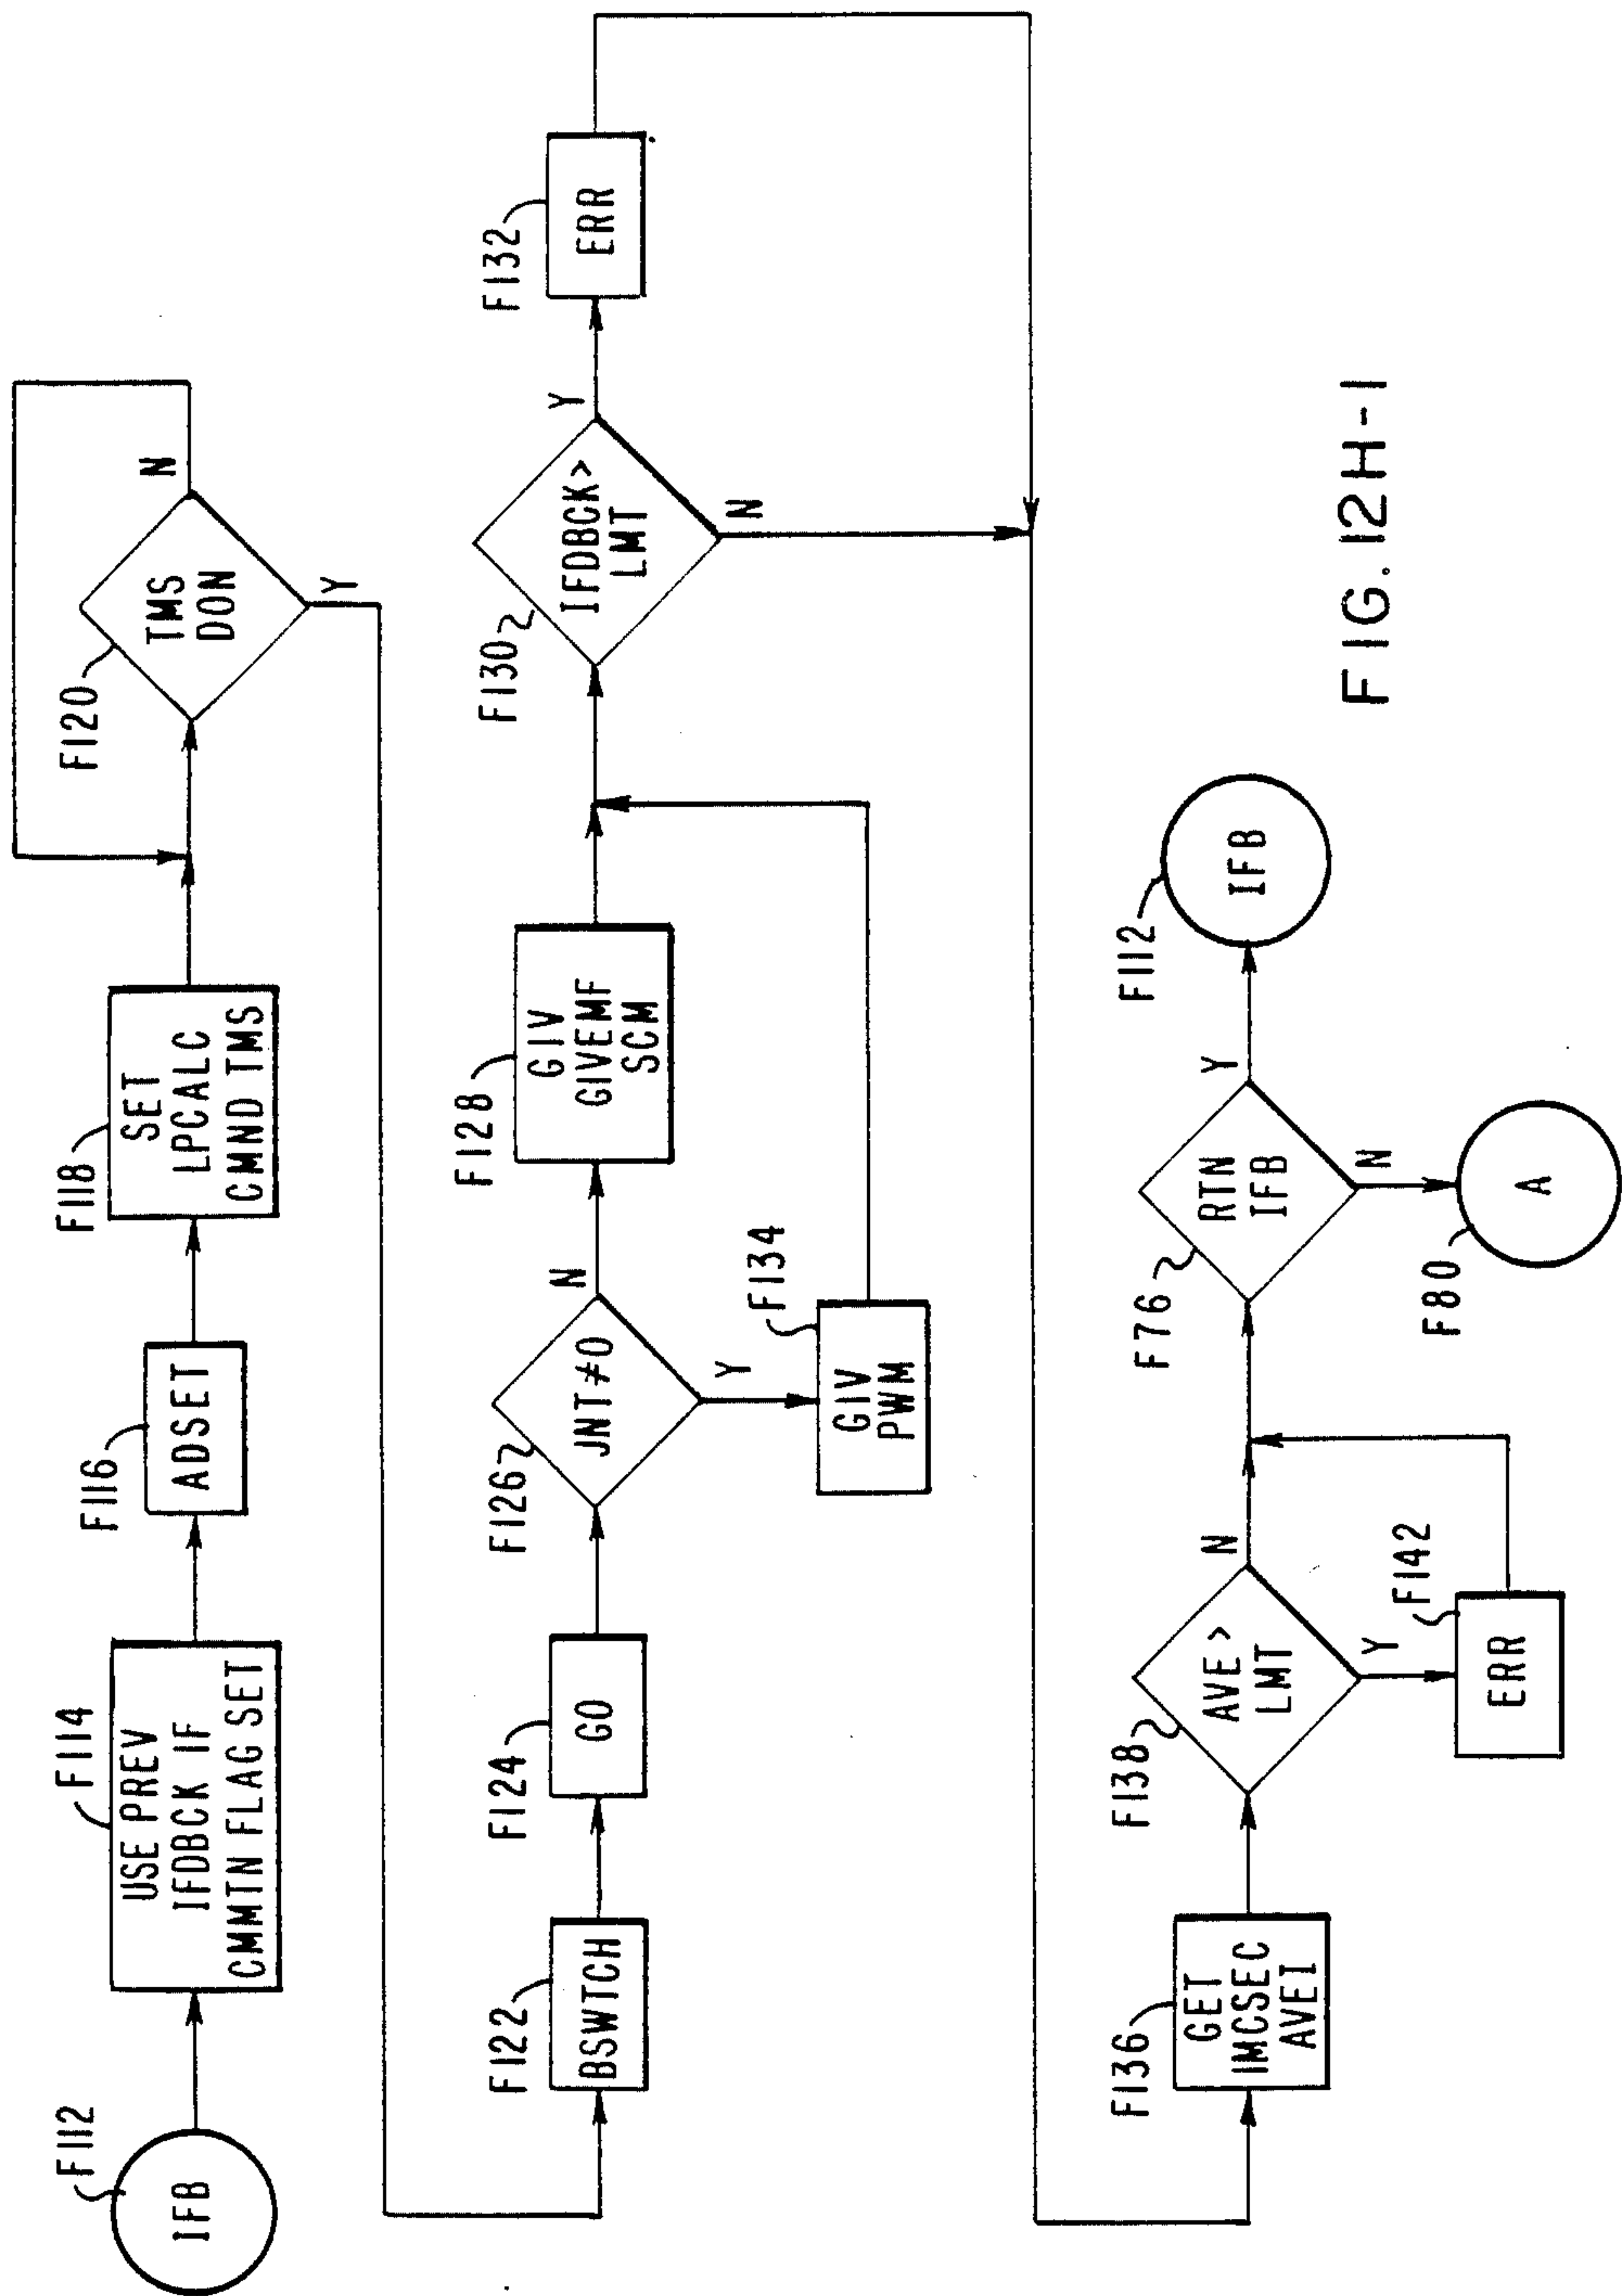 F112
IFB
F114
USE PREV
IFDBCK IF
CMMTN FLAG SET
F116
ADSET
F118
SET
LPCALC
CMND TMS
F120
TMS
DON
N
Y
F122
BSWTCH
F124
GO
F126
JNT≠0
N
Y
F128
GIV
GIVEMF
SCM
F134
GIV
PWM
F130
IFDBCK>
LMT
Y
N
F132
ERR
F136
GET
IMCSEC
AVEI
F138
AVE>
LMT
N
Y
F142
ERR
F76
RTN
IFB
Y
N
F112
IFB
F80
A
FIG. 12H-1